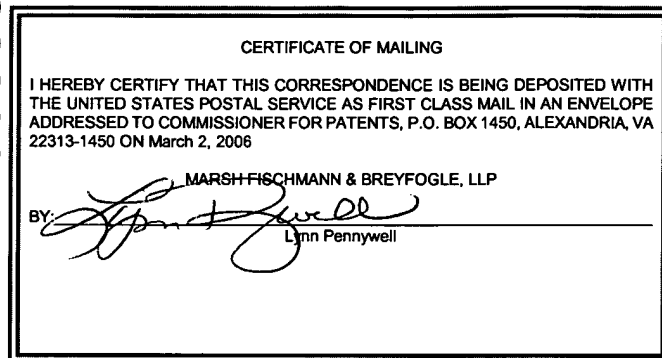 CERTIFICATE OF MAILING
I HEREBY CERTIFY THAT THIS CORRESPONDENCE IS BEING DEPOSITED WITH
THE UNITED STATES POSTAL SERVICE AS FIRST CLASS MAIL IN AN ENVELOPE
ADDRESSED TO COMMISSIONER FOR PATENTS, P.O. BOX 1450, ALEXANDRIA, VA
22313-1450 ON March 2, 2006
MARSH FISCHMANN & BREYFOGLE, LLP
BY: Lynn Pennywell
Lynn Pennywell